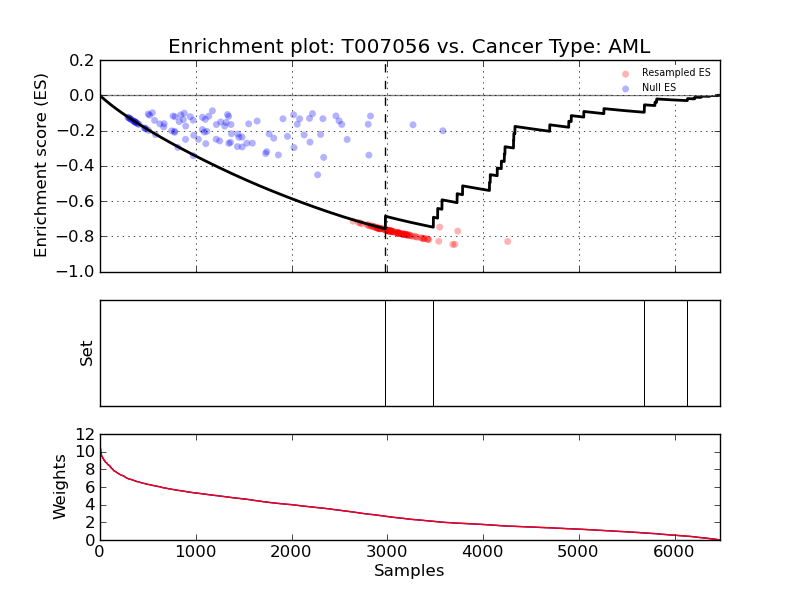 Enrichment plot: T007056 vs. Cancer Type: AML
Enrichment score (ES)
0.2
0.0
−0.2
−0.4
−0.6
−0.8
−1.0
Resampled ES
Null ES
Set
Weights
12
10
8
6
4
2
0
0 1000 2000 3000 4000 5000 6000
Samples